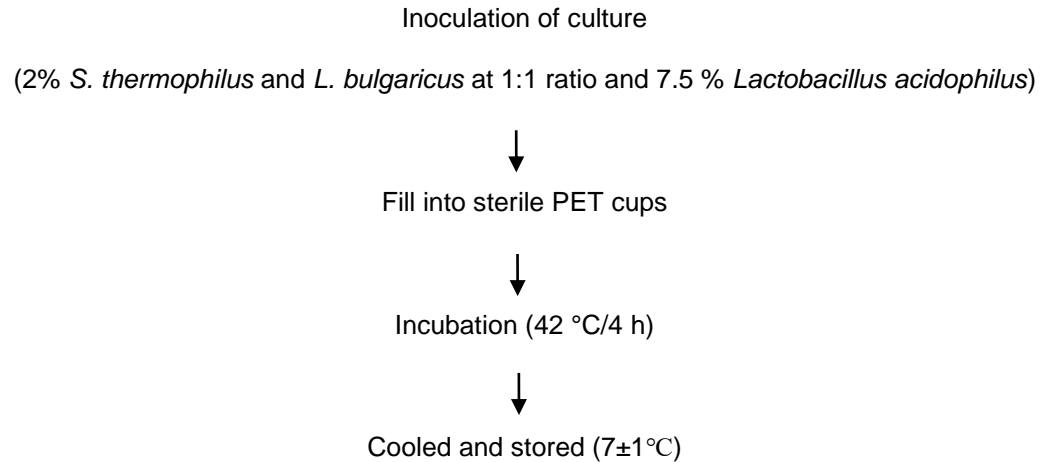 Inoculation of culture
(2% S. thermophilus and L. bulgaricus at 1:1 ratio and 7.5 % Lactobacillus acidophilus)
Fill into sterile PET cups
Incubation (42 °C/4 h)
Cooled and stored (7±1℃)